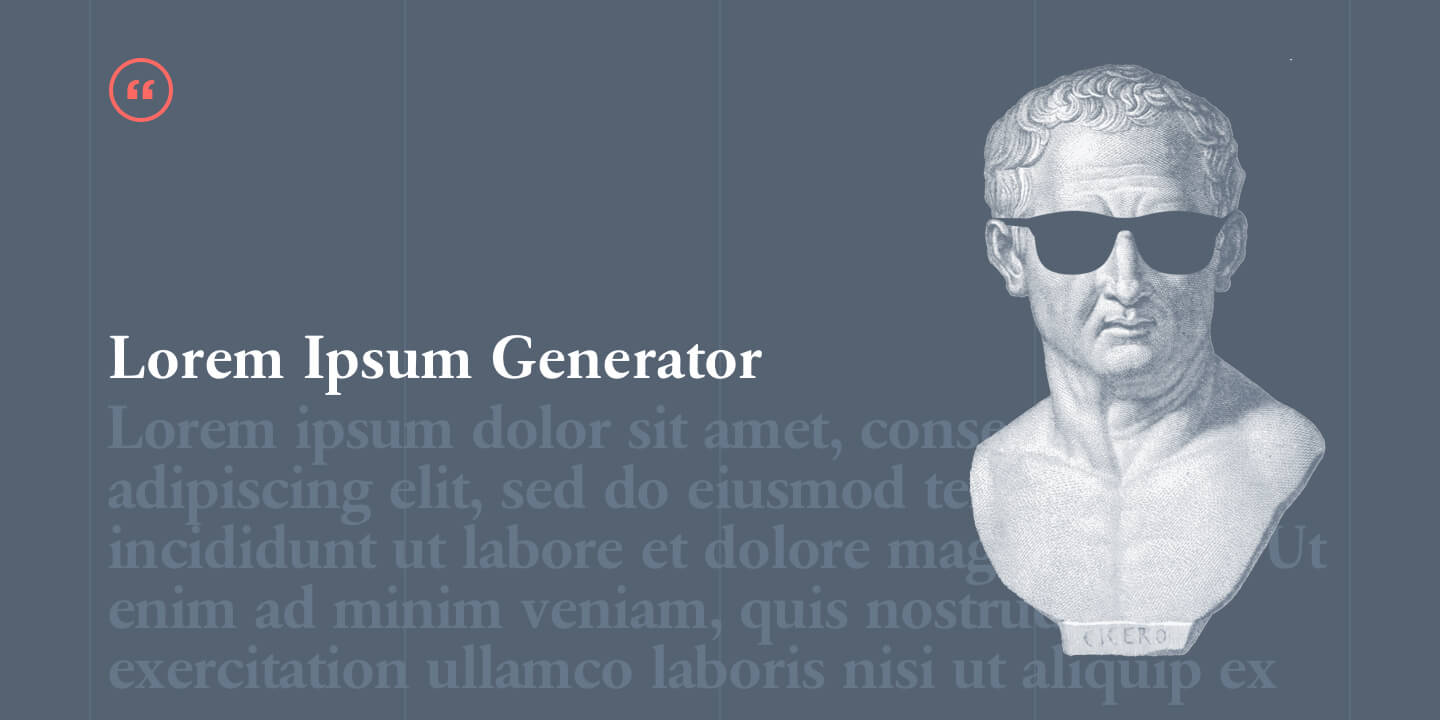 “
Lorem Ipsum Generator
Lorem ipsum dolor sit amet, conse
adipiscing elit, sed do eiusmod te
incididunt ut labore et dolore mag Ut
enim ad minim veniam, quis nostru
exercitation ullamco laboris nisi ut aliquip ex
CICERO